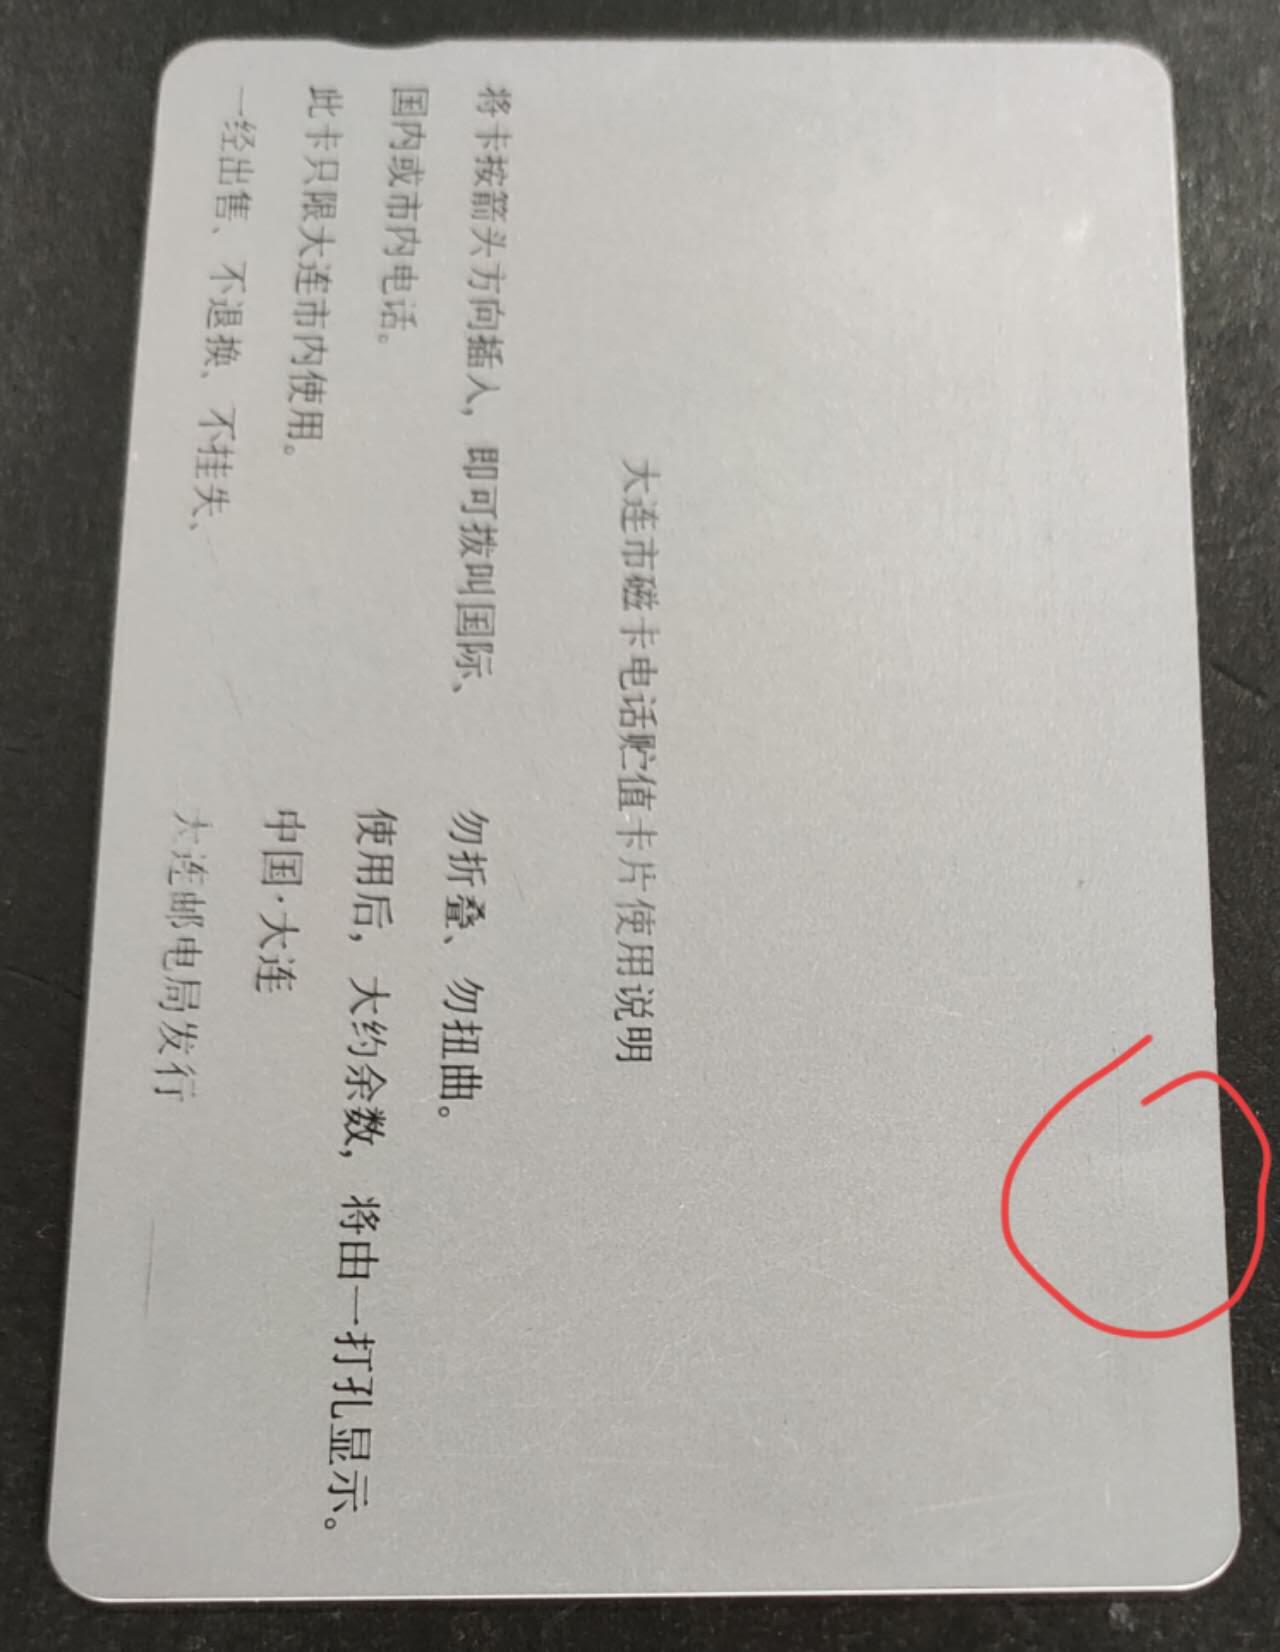 大连市磁卡电话贮值卡片使用说明
将卡按箭头方向插入，即可拨叫国际、
国内或市内电话。
此卡只限大连市内使用。
一经出售、不退换、不挂失、
勿折叠、勿扭曲。
使用后，大约余数，将由一打孔显示。
中国·大连
大连邮电局发行